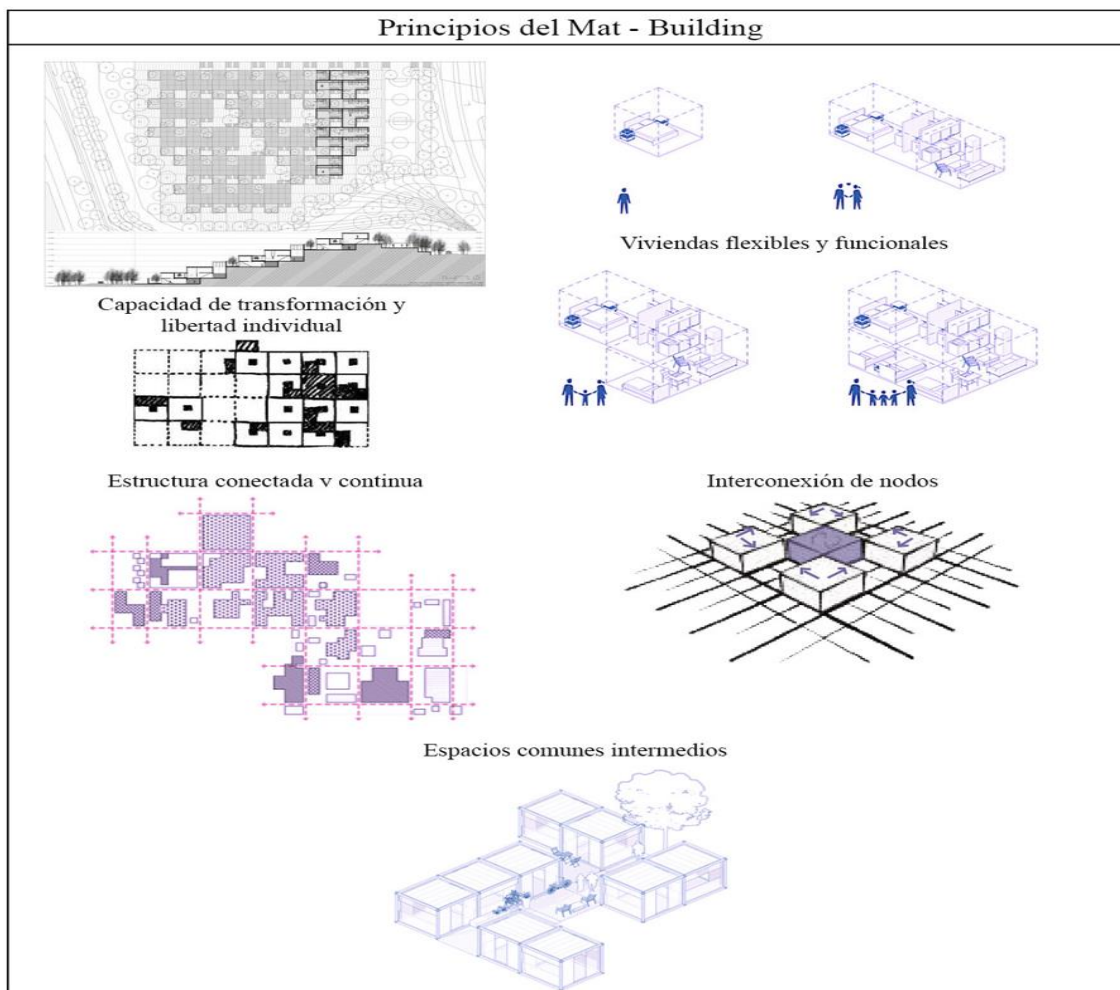 Principios del Mat - Building
Viviendas flexibles y funcionales
Capacidad de transformación y
libertad individual
Estructura conectada y continua
Interconexión de nodos
Espacios comunes intermedios